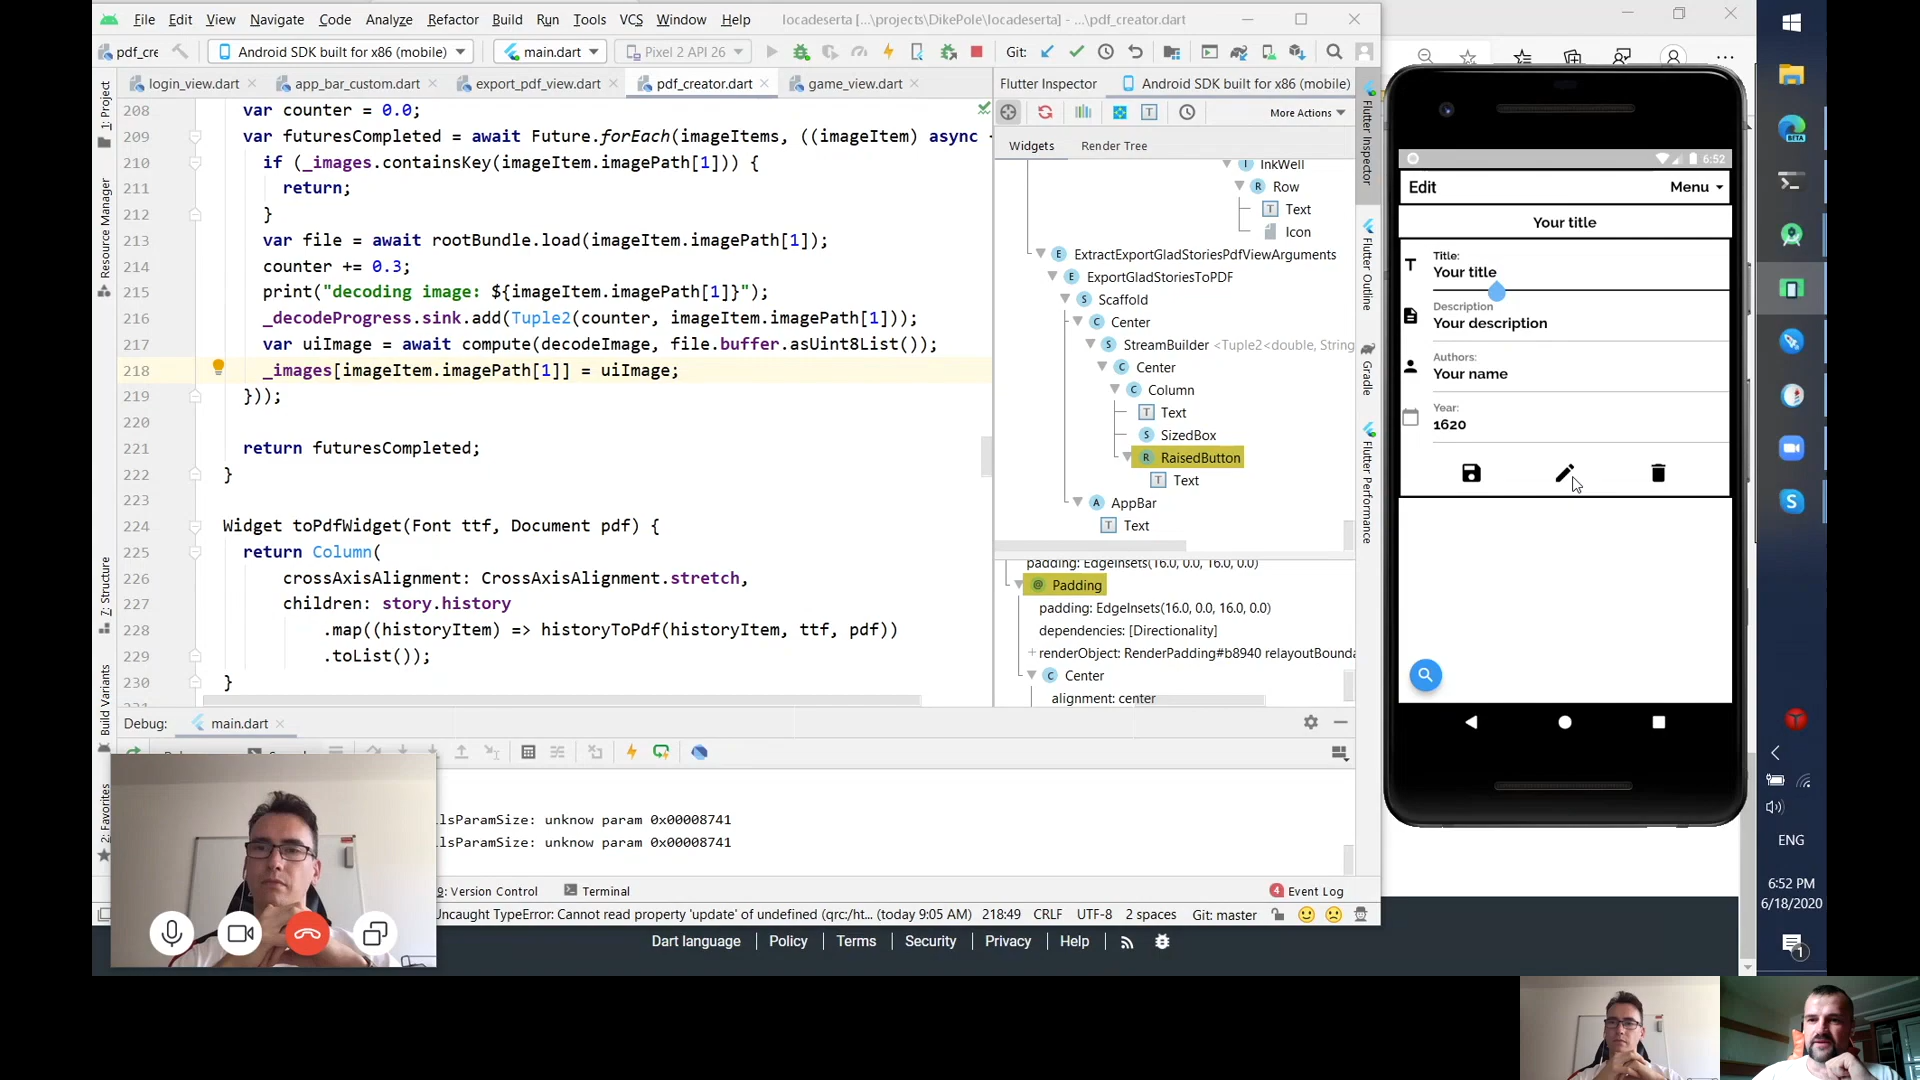 File Edit View Navigate Code Analyze Refactor Build Run Tools VCS Window Help locadeserta [...\projects\DikePole\locadeserta] - ...\pdf_creator.dart
pdf_cre Android SDK built for x86 (mobile) main.dart Pixel 2 API 26 Git:
login_view.dart app_bar_custom.dart export_pdf_view.dart pdf_creator.dart game_view.dart
208 var counter = 0.0;
209 var futuresCompleted = await Future.forEach(imageItems, ((imageItem) async
210 if (_images.containsKey(imageItem.imagePath[1])) {
211 return;
212 }
213 var file = await rootBundle.load(imageItem.imagePath[1]);
214 counter += 0.3;
215 print("decoding image: ${imageItem.imagePath[1]}");
216 _decodeProgress.sink.add(Tuple2(counter, imageItem.imagePath[1]));
217 var uiImage = await compute(decodeImage, file.buffer.asUint8List());
218 _images[imageItem.imagePath[1]] = uiImage;
219 }));
220
221 return futuresCompleted;
222 }
223
224 Widget toPdfWidget(Font ttf, Document pdf) {
225 return Column(
226 crossAxisAlignment: CrossAxisAlignment.stretch,
227 children: story.history
228 .map((historyItem) => historyToPdf(historyItem, ttf, pdf))
229 .toList());
230 }
1: Project
Resource Manager
7: Structure
Build Variants
2: Favorites
Flutter Inspector Android SDK built for x86 (mobile)
More Actions
Widgets Render Tree
InkWell
Row
Text
Icon
ExtractExportGladStoriesPdfViewArguments
ExportGladStoriesToPDF
Scaffold
Center
StreamBuilder <Tuple2<double, String
Center
Column
Text
SizedBox
RaisedButton
Text
AppBar
Text
padding: EdgeInsets(16.0, 0.0, 16.0, 0.0)
Padding
padding: EdgeInsets(16.0, 0.0, 16.0, 0.0)
dependencies: [Directionality]
renderObject: RenderPadding#b8940 relayoutBounda
Center
alignment: center
Flutter Inspector
Flutter Outline
Gradle
Flutter Performance
Debug: main.dart
lsParamSize: unknow param 0x00008741
lsParamSize: unknow param 0x00008741
9: Version Control Terminal 4 Event Log
Uncaught TypeError: Cannot read property 'update' of undefined (qrc:/ht... (today 9:05 AM) 218:49 CRLF UTF-8 2 spaces Git: master
Dart language Policy Terms Security Privacy Help
6:52
Edit Menu
Your title
Title:
Your title
Description
Your description
Authors:
Your name
Year:
1620
BETA
ENG
6:52 PM
6/18/2020
1